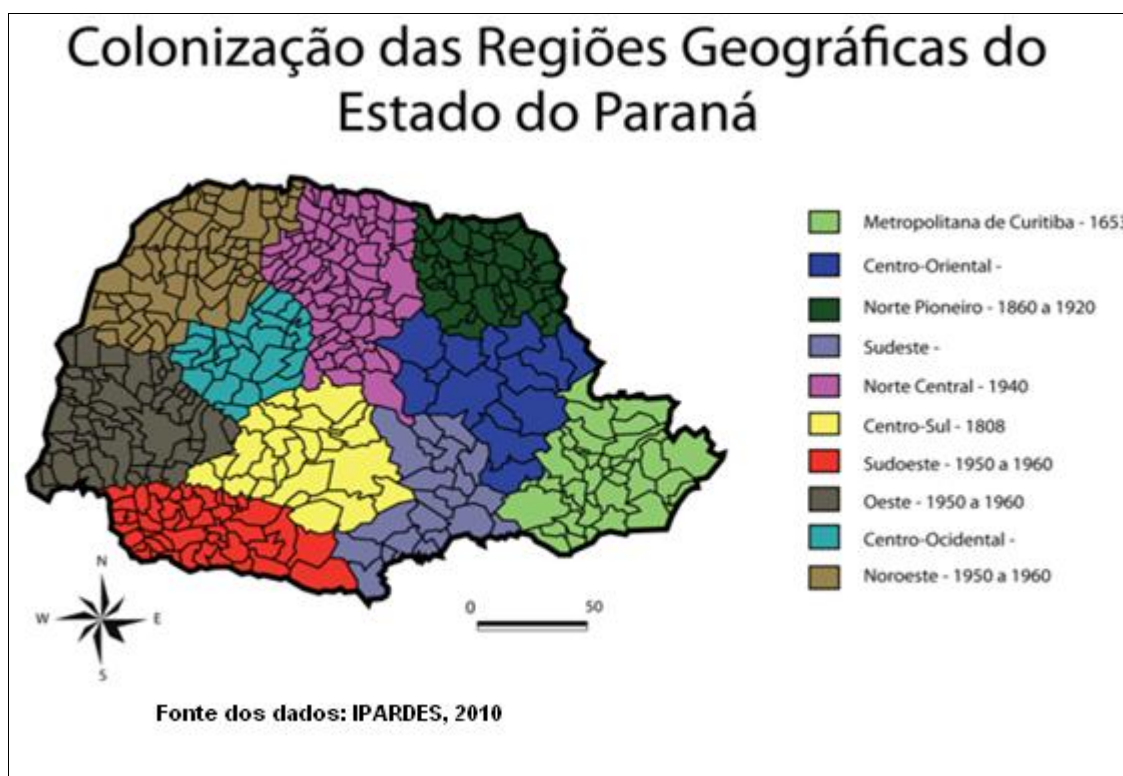 Colonização das Regiões Geográficas do
Estado do Paraná
Metropolitana de Curitiba - 1653
Centro-Oriental -
Norte Pioneiro - 1860 a 1920
Sudeste -
Norte Central - 1940
Centro-Sul - 1808
Sudoeste - 1950 a 1960
Oeste - 1950 a 1960
Centro-Ocidental -
Noroeste - 1950 a 1960
N
W
E
S
0
50
Fonte dos dados: IPARDES, 2010